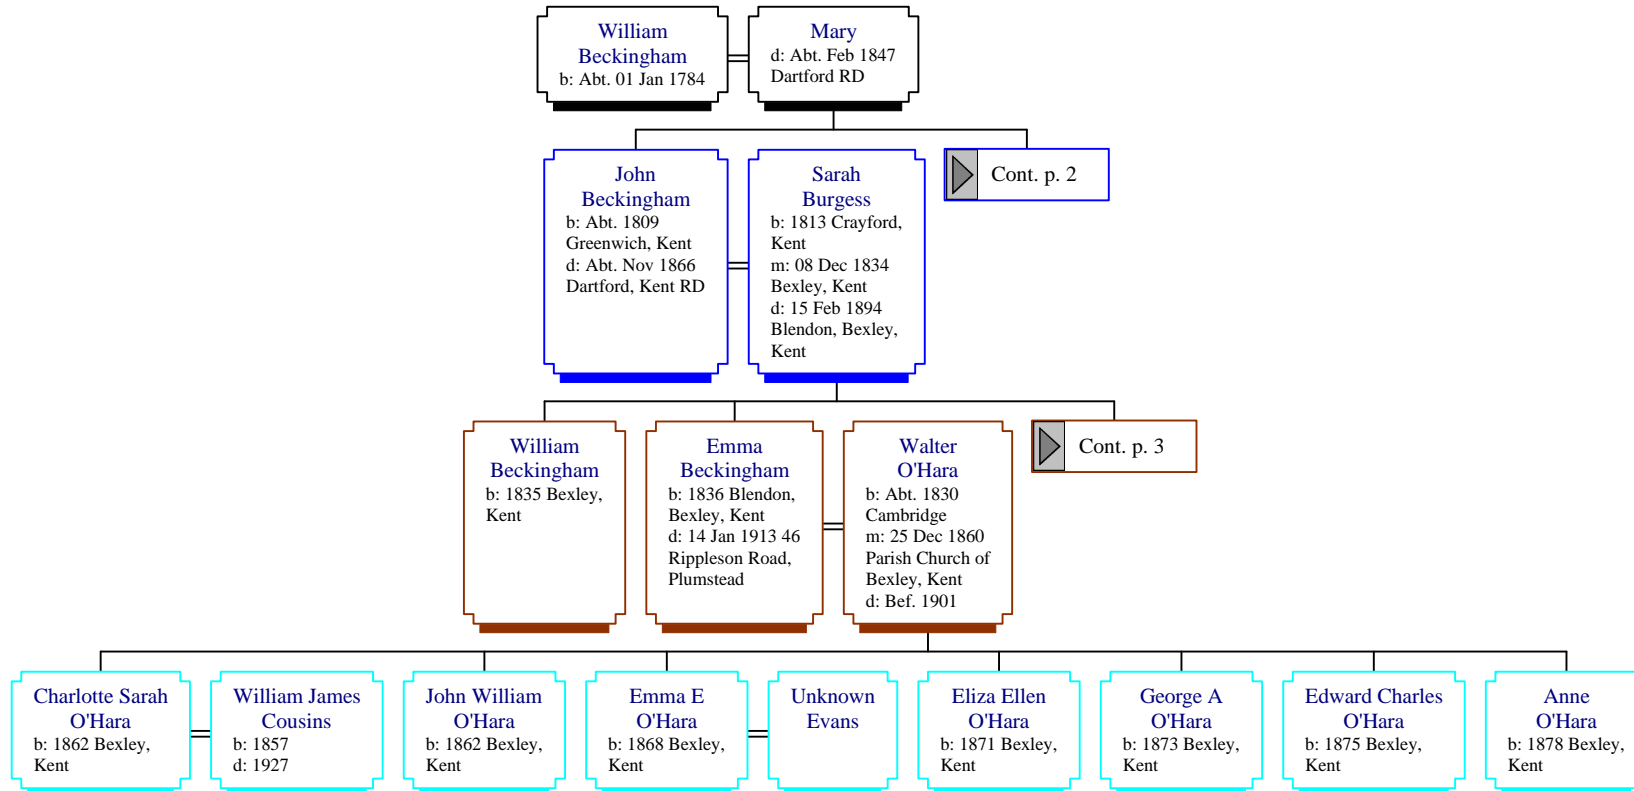 William
Beckingham
b: Abt. 01 Jan 1784
Mary
d: Abt. Feb 1847
Dartford RD
John
Beckingham
b: Abt. 1809
Greenwich, Kent
d: Abt. Nov 1866
Dartford, Kent RD
Sarah
Burgess
b: 1813 Crayford,
Kent
m: 08 Dec 1834
Bexley, Kent
d: 15 Feb 1894
Blendon, Bexley,
Kent
Cont. p. 2
William
Beckingham
b: 1835 Bexley,
Kent
Emma
Beckingham
b: 1836 Blendon,
Bexley, Kent
d: 14 Jan 1913 46
Rippleson Road,
Plumstead
Walter
O'Hara
b: Abt. 1830
Cambridge
m: 25 Dec 1860
Parish Church of
Bexley, Kent
d: Bef. 1901
Cont. p. 3
Charlotte Sarah
O'Hara
b: 1862 Bexley,
Kent
William James
Cousins
b: 1857
d: 1927
John William
O'Hara
b: 1862 Bexley,
Kent
Emma E
O'Hara
b: 1868 Bexley,
Kent
Unknown
Evans
Eliza Ellen
O'Hara
b: 1871 Bexley,
Kent
George A
O'Hara
b: 1873 Bexley,
Kent
Edward Charles
O'Hara
b: 1875 Bexley,
Kent
Anne
O'Hara
b: 1878 Bexley,
Kent